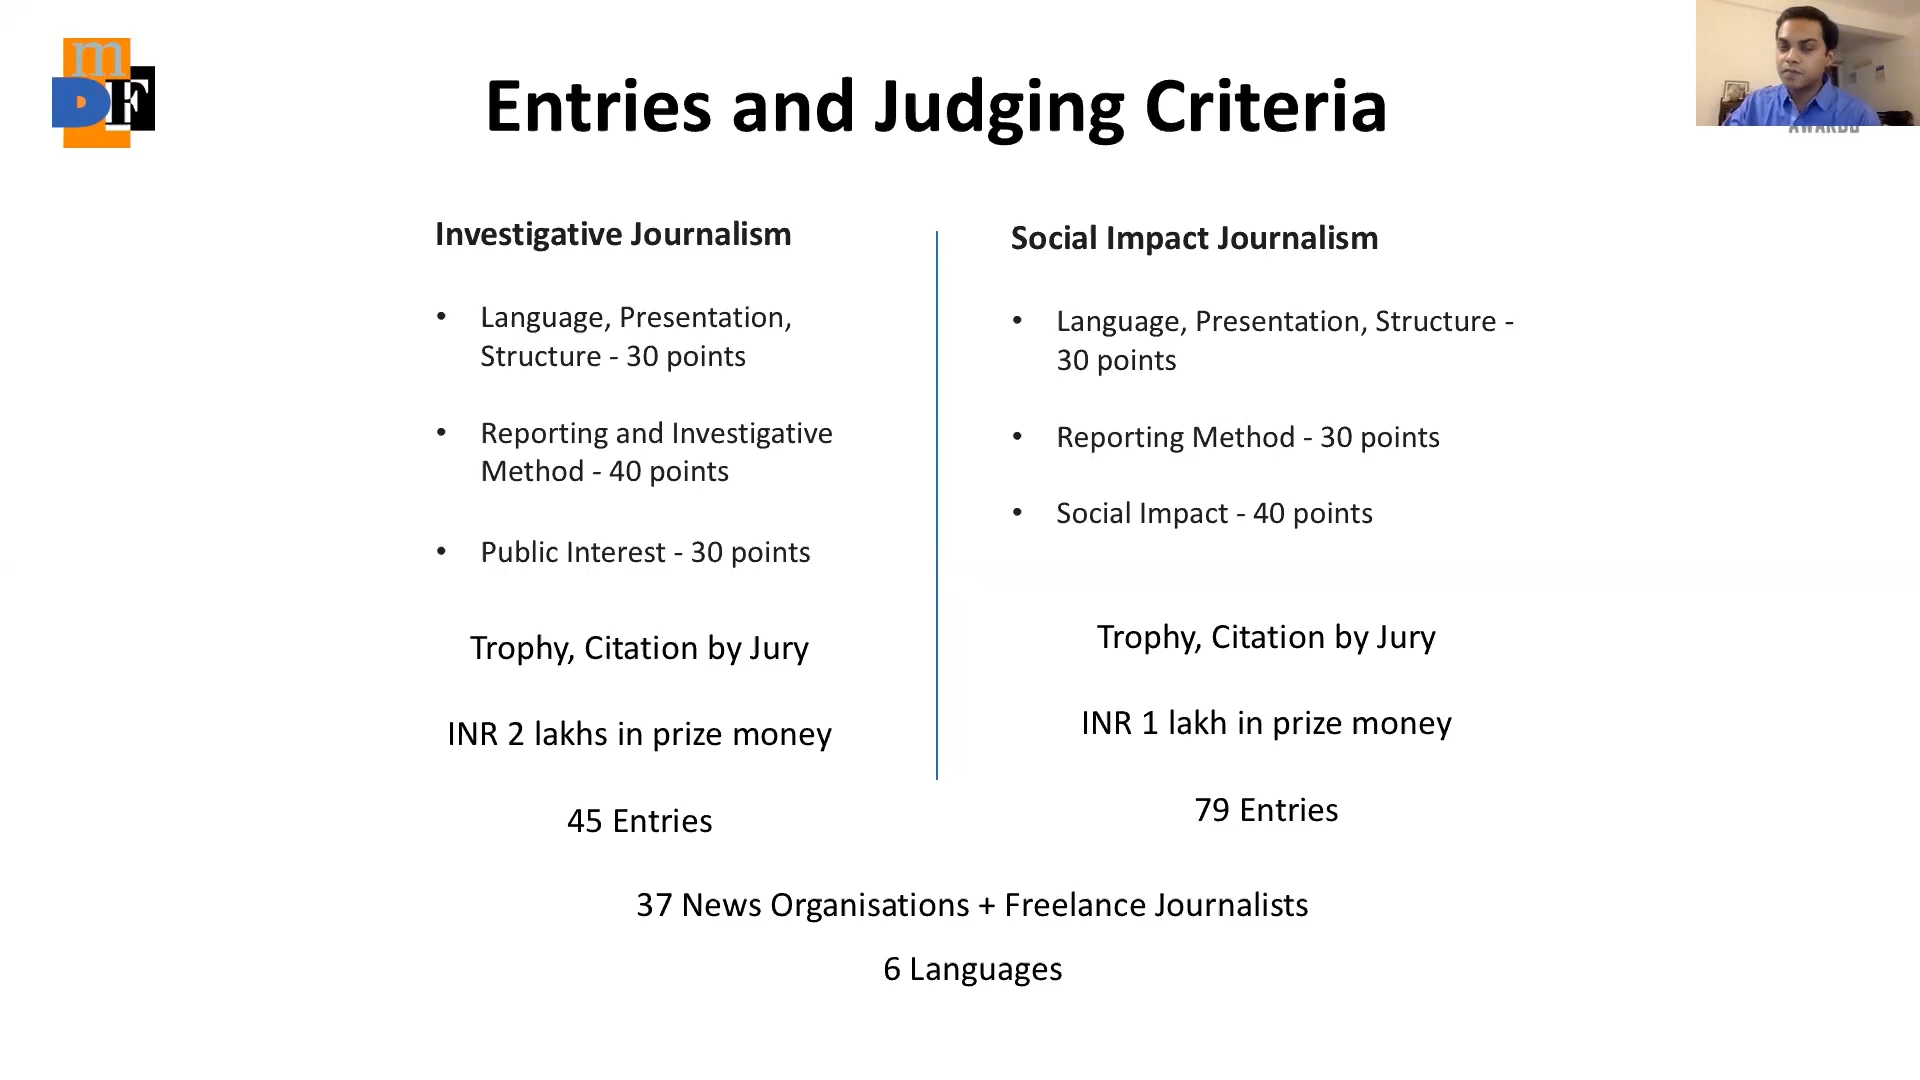 mDF
Entries and Judging Criteria
Investigative Journalism
• Language, Presentation,
Structure - 30 points
• Reporting and Investigative
Method - 40 points
• Public Interest - 30 points
Trophy, Citation by Jury
INR 2 lakhs in prize money
45 Entries
Social Impact Journalism
• Language, Presentation, Structure -
30 points
• Reporting Method - 30 points
• Social Impact - 40 points
Trophy, Citation by Jury
INR 1 lakh in prize money
79 Entries
37 News Organisations + Freelance Journalists
6 Languages